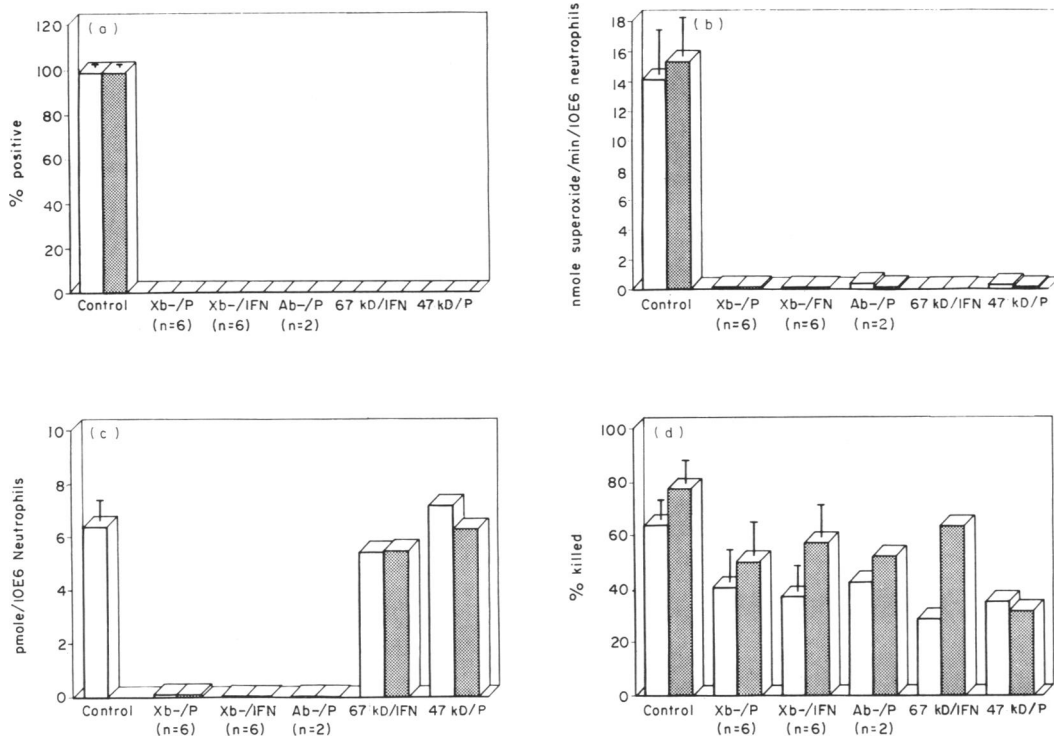 (a)
120
100
80
60
40
20
0
% positive
Control Xb-/P Xb-/IFN Ab-/P 67 kD/IFN 47 kD/P
(n=6) (n=6) (n=2)
(b)
18
16
14
12
10
8
6
4
2
0
nmole superoxide/min/10E6 neutrophils
Control Xb-/P Xb-/FN Ab-/P 67 kD/IFN 47 kD/P
(n=6) (n=6) (n=2)
(c)
10
8
6
4
2
0
pmole/10E6 Neutrophils
Control Xb-/P Xb-/IFN Ab-/P 67 kD/IFN 47 kD/P
(n=6) (n=6) (n=2)
(d)
100
80
60
40
20
0
% killed
Control Xb-/P Xb-/IFN Ab-/P 67 kD/IFN 47 kD/P
(n=6) (n=6) (n=2)